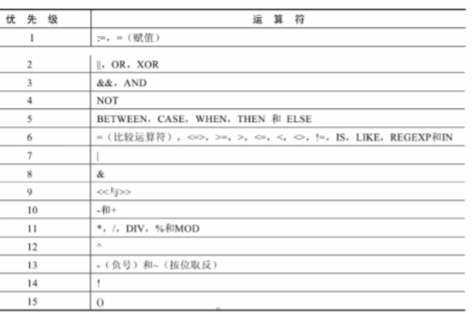 优 先 级 运 算 符
1 :=，=（赋值）
2 ||，OR，XOR
3 &&，AND
4 NOT
5 BETWEEN，CASE，WHEN，THEN 和 ELSE
6 =（比较运算符），<=>，>=，>，<=，<，<>，!=，IS，LIKE，REGEXP和IN
7 |
8 &
9 <<与>>
10 -和+
11 *，/，DIV，%和MOD
12 ^
13 -（负号）和~（按位取反）
14 !
15 ()